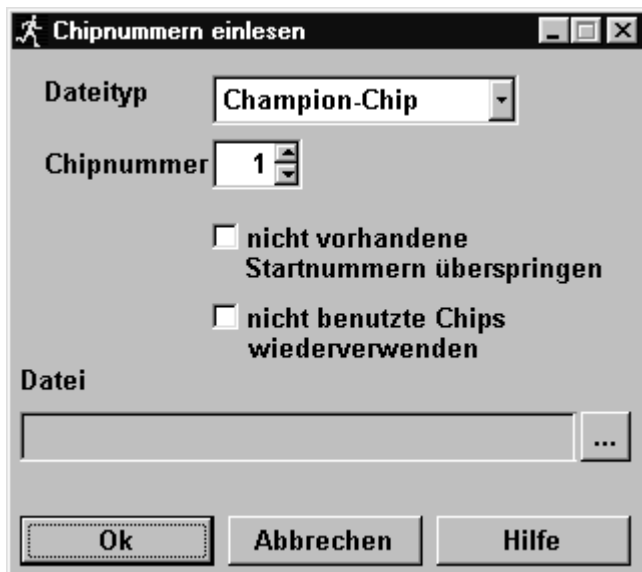 Chipnummern einlesen
Dateityp
Champion-Chip
Chipnummer
1
nicht vorhandene
Startnummern überspringen
nicht benutzte Chips
wiederverwenden
Datei
...
Ok
Abbrechen
Hilfe